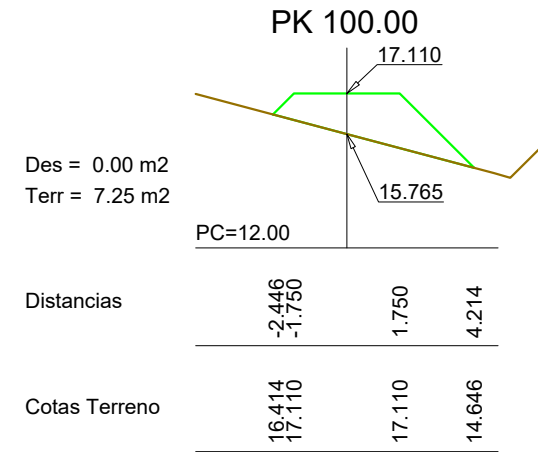 PK 100.00
17.110
Des = 0.00 m2
Terr = 7.25 m2
15.765
PC=12.00
Distancias
-2.446
-1.750
1.750
4.214
Cotas Terreno
16.414
17.110
17.110
14.646